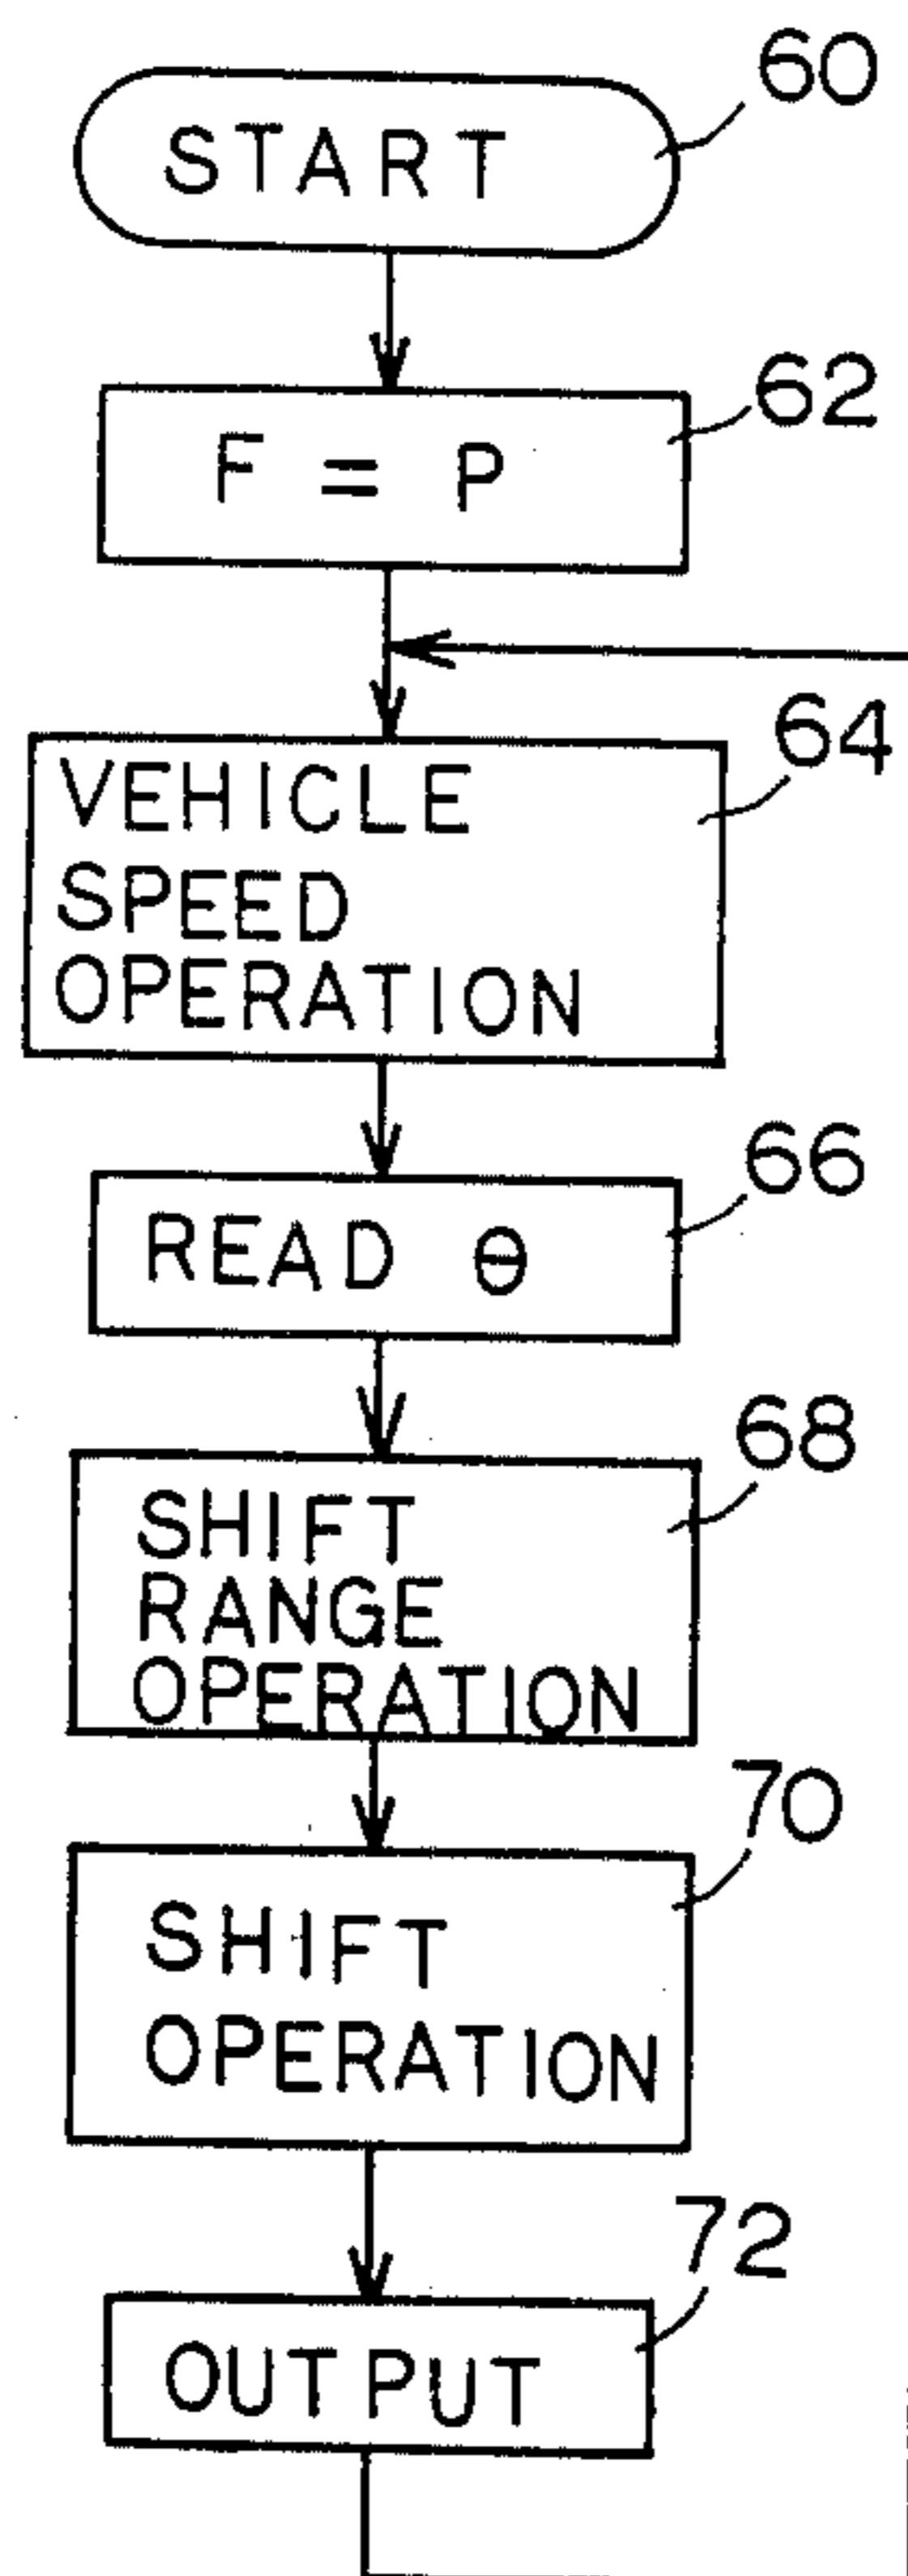 60
START
62
F = P
64
VEHICLE
SPEED
OPERATION
66
READ Θ
68
SHIFT
RANGE
OPERATION
70
SHIFT
OPERATION
72
OUTPUT